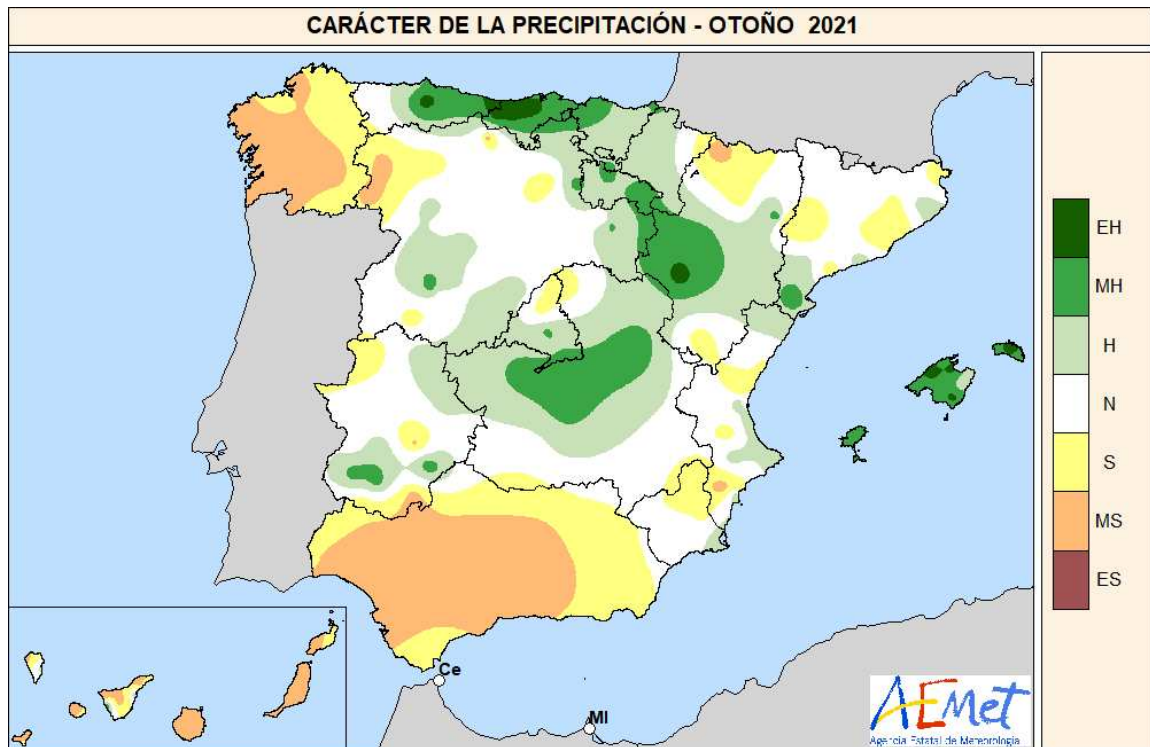 CARÁCTER DE LA PRECIPITACIÓN - OTOÑO 2021
EH
MH
H
N
S
MS
ES
Ce
Ml
AEMet
Agencia Estatal de Meteorología